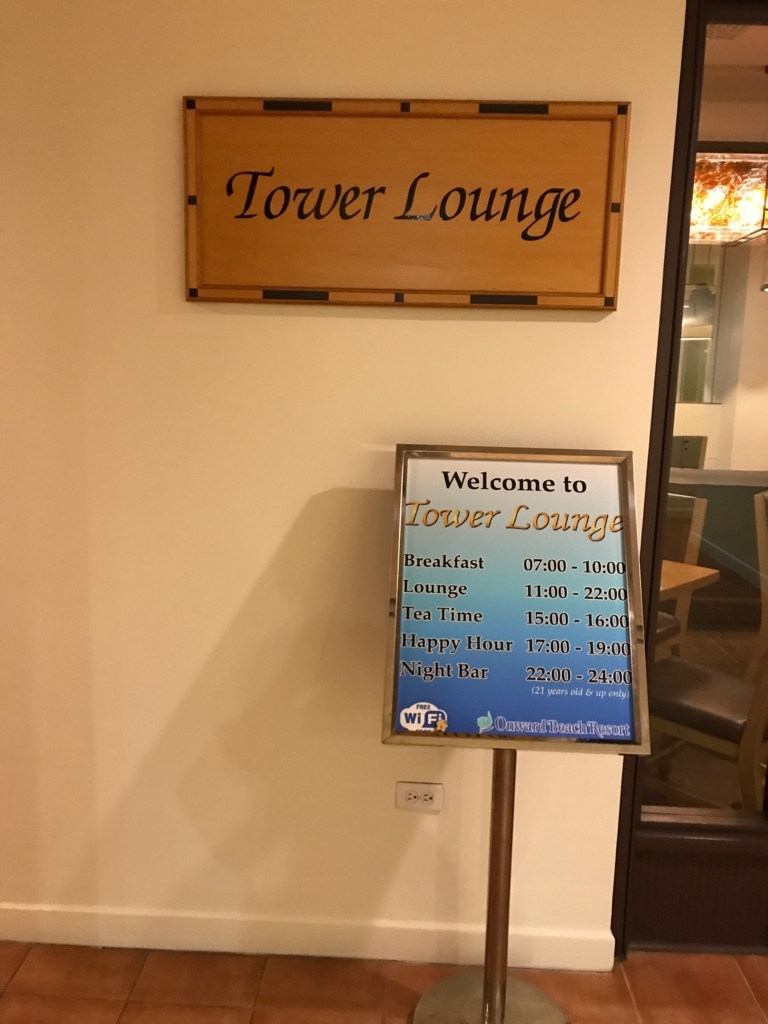 Tower Lounge
Welcome to
Tower Lounge
Breakfast 07:00 - 10:00
Lounge 11:00 - 22:00
Tea Time 15:00 - 16:00
Happy Hour 17:00 - 19:00
Night Bar 22:00 - 24:00
(21 years old & up only)
FREE
Wi Fi
Onward Beach Resort